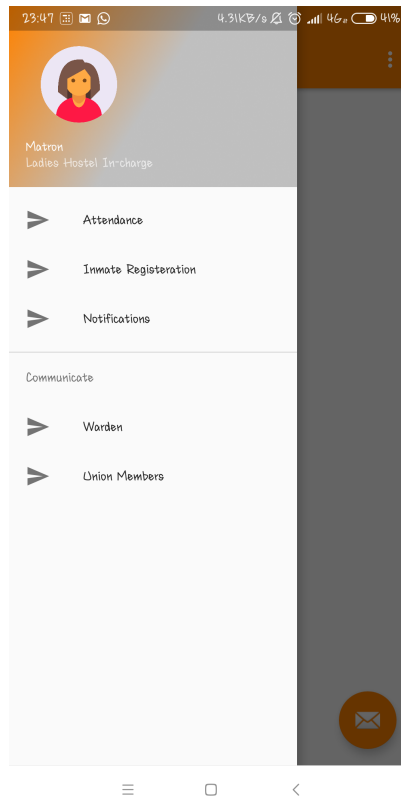 23:47 4.31KB/s 4G 41%
Matron
Ladies Hostel In-charge
Attendance
Inmate Registeration
Notifications
Communicate
Warden
Union Members